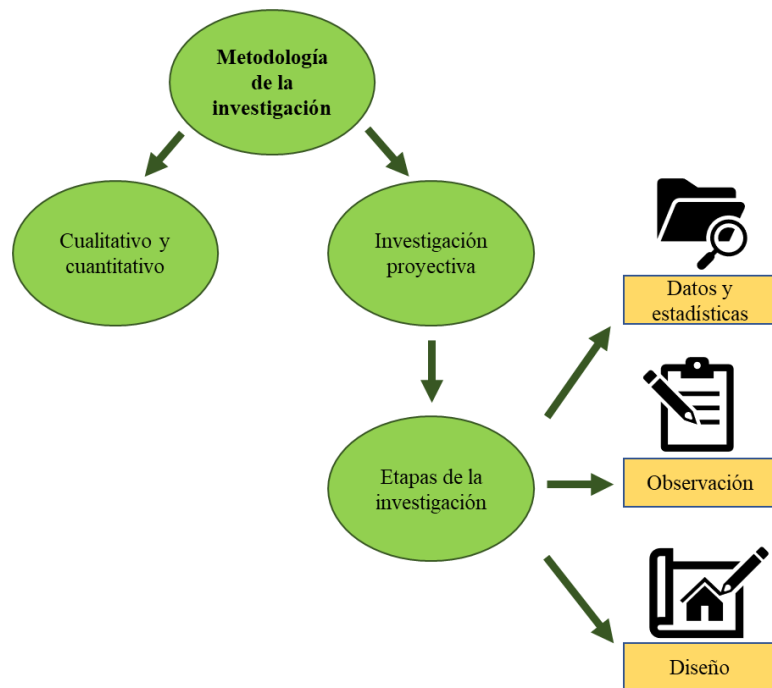 Metodología
de la
investigación
Cualitativo y
cuantitativo
Investigación
proyectiva
Datos y
estadísticas
Etapas de la
investigación
Observación
Diseño